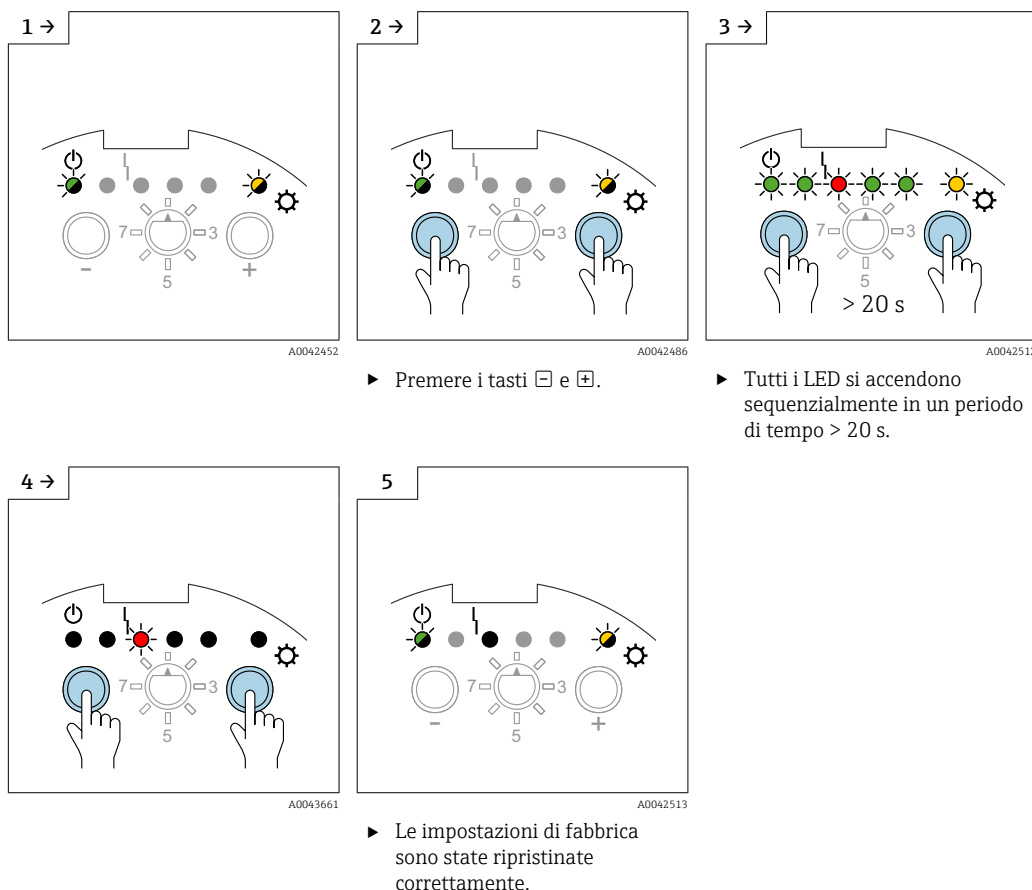 1 →
7
3
5
−
+
A0042452
2 →
7
3
5
A0042486
► Premere i tasti ⊟ e ⊞.
3 →
7
3
5
> 20 s
A0042512
► Tutti i LED si accendono
sequenzialmente in un periodo
di tempo > 20 s.
4 →
7
3
5
A0043661
5
7
3
5
−
+
A0042513
► Le impostazioni di fabbrica
sono state ripristinate
correttamente.